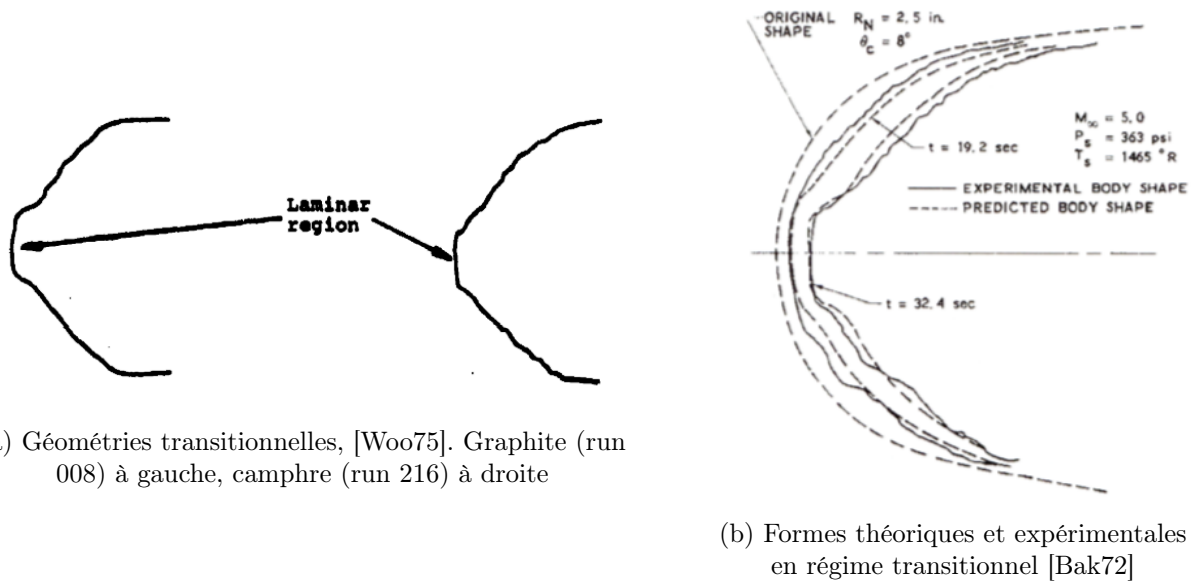 Laminar
region
) Géométries transitionnelles, [Woo75]. Graphite (run
008) à gauche, camphre (run 216) à droite
ORIGINAL
SHAPE
R_N = 2,5 in.
θ_c = 8°
M_∞ = 5,0
P_s = 363 psi
T_s = 1465 °R
t = 19,2 sec
EXPERIMENTAL BODY SHAPE
PREDICTED BODY SHAPE
t = 32,4 sec
(b) Formes théoriques et expérimentales
en régime transitionnel [Bak72]